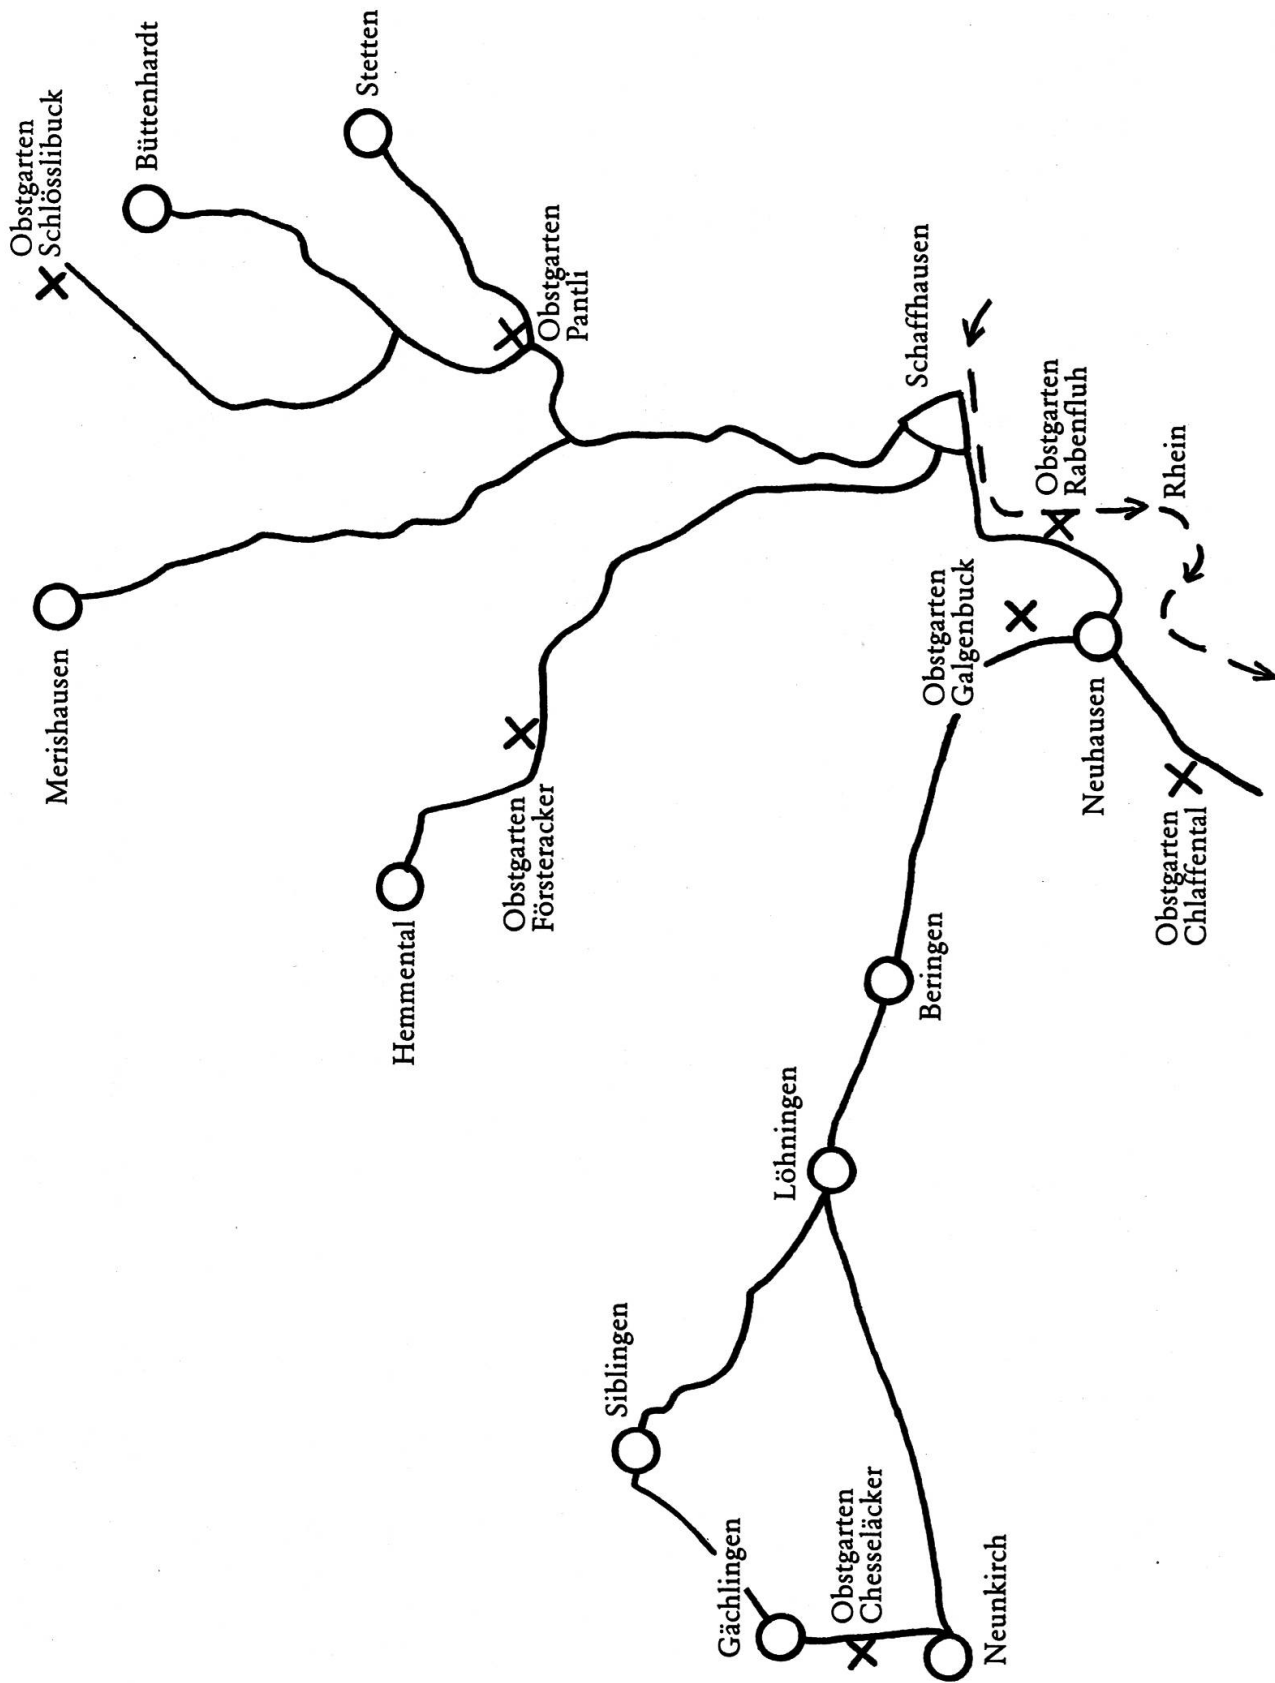 Obstgarten
Schlösslibuck
Büttenhardt
Stetten
Merishausen
Obstgarten
Pantli
Hemmental
Obstgarten
Försteracker
Schaffhausen
Siblingen
Löhningen
Beringen
Obstgarten
Galgenbuck
Obstgarten
Rabenfluh
Rhein
Gächlingen
Obstgarten
Chesseläcker
Neunkirch
Neuhausen
Obstgarten
Chlaffental